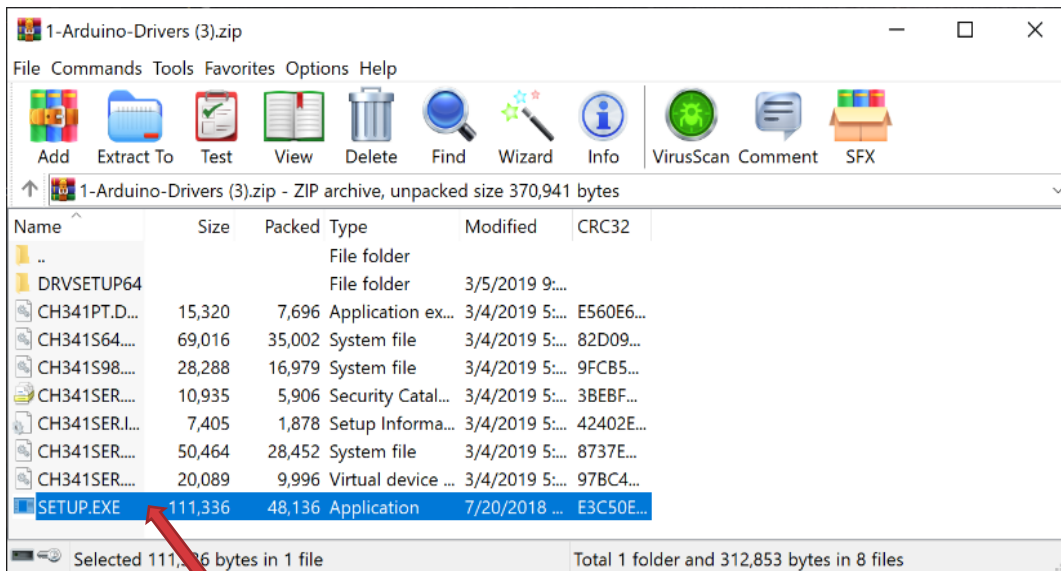 1-Arduino-Drivers (3).zip
File Commands Tools Favorites Options Help
Add Extract To Test View Delete Find Wizard Info VirusScan Comment SFX
1-Arduino-Drivers (3).zip - ZIP archive, unpacked size 370,941 bytes
Name Size Packed Type Modified CRC32
.. File folder
DRVSETUP64 File folder 3/5/2019 9:...
CH341PT.D... 15,320 7,696 Application ex... 3/4/2019 5:... E560E6...
CH341S64.... 69,016 35,002 System file 3/4/2019 5:... 82D09...
CH341S98.... 28,288 16,979 System file 3/4/2019 5:... 9FCB5...
CH341SER.... 10,935 5,906 Security Catal... 3/4/2019 5:... 3BEBF...
CH341SER.I... 7,405 1,878 Setup Informa... 3/4/2019 5:... 42402E...
CH341SER.... 50,464 28,452 System file 3/4/2019 5:... 8737E...
CH341SER.... 20,089 9,996 Virtual device ... 3/4/2019 5:... 97BC4...
SETUP.EXE 111,336 48,136 Application 7/20/2018 ... E3C50E...
Selected 111,336 bytes in 1 file Total 1 folder and 312,853 bytes in 8 files